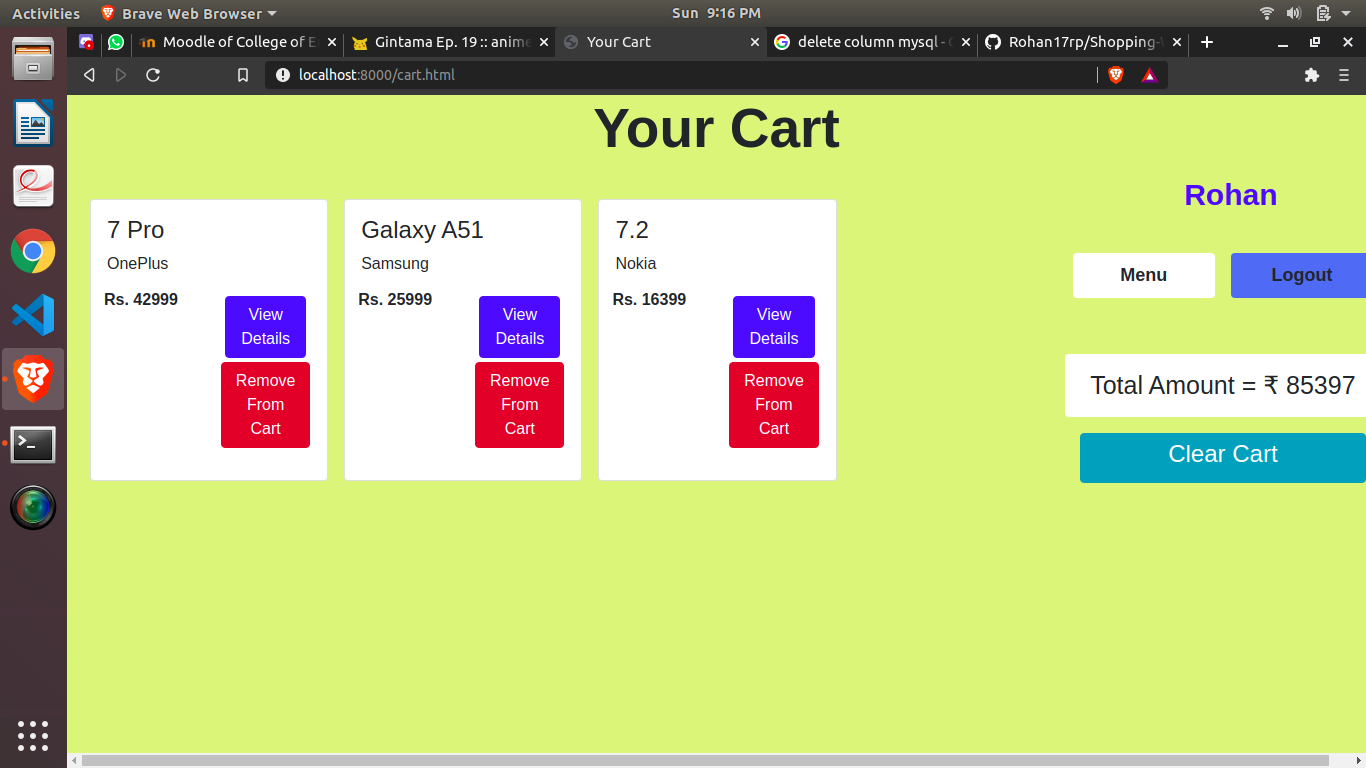 Activities Brave Web Browser Sun 9:16 PM
Moodle of College of E Gintama Ep. 19 :: anime Your Cart delete column mysql - Rohan17rp/Shopping-
localhost:8000/cart.html
Your Cart
Rohan
7 Pro Galaxy A51 7.2
OnePlus Samsung Nokia
Menu Logout
Rs. 42999 Rs. 25999 Rs. 16399
View View View
Details Details Details
Remove Remove Remove
From From From
Cart Cart Cart
Total Amount = ₹ 85397
Clear Cart